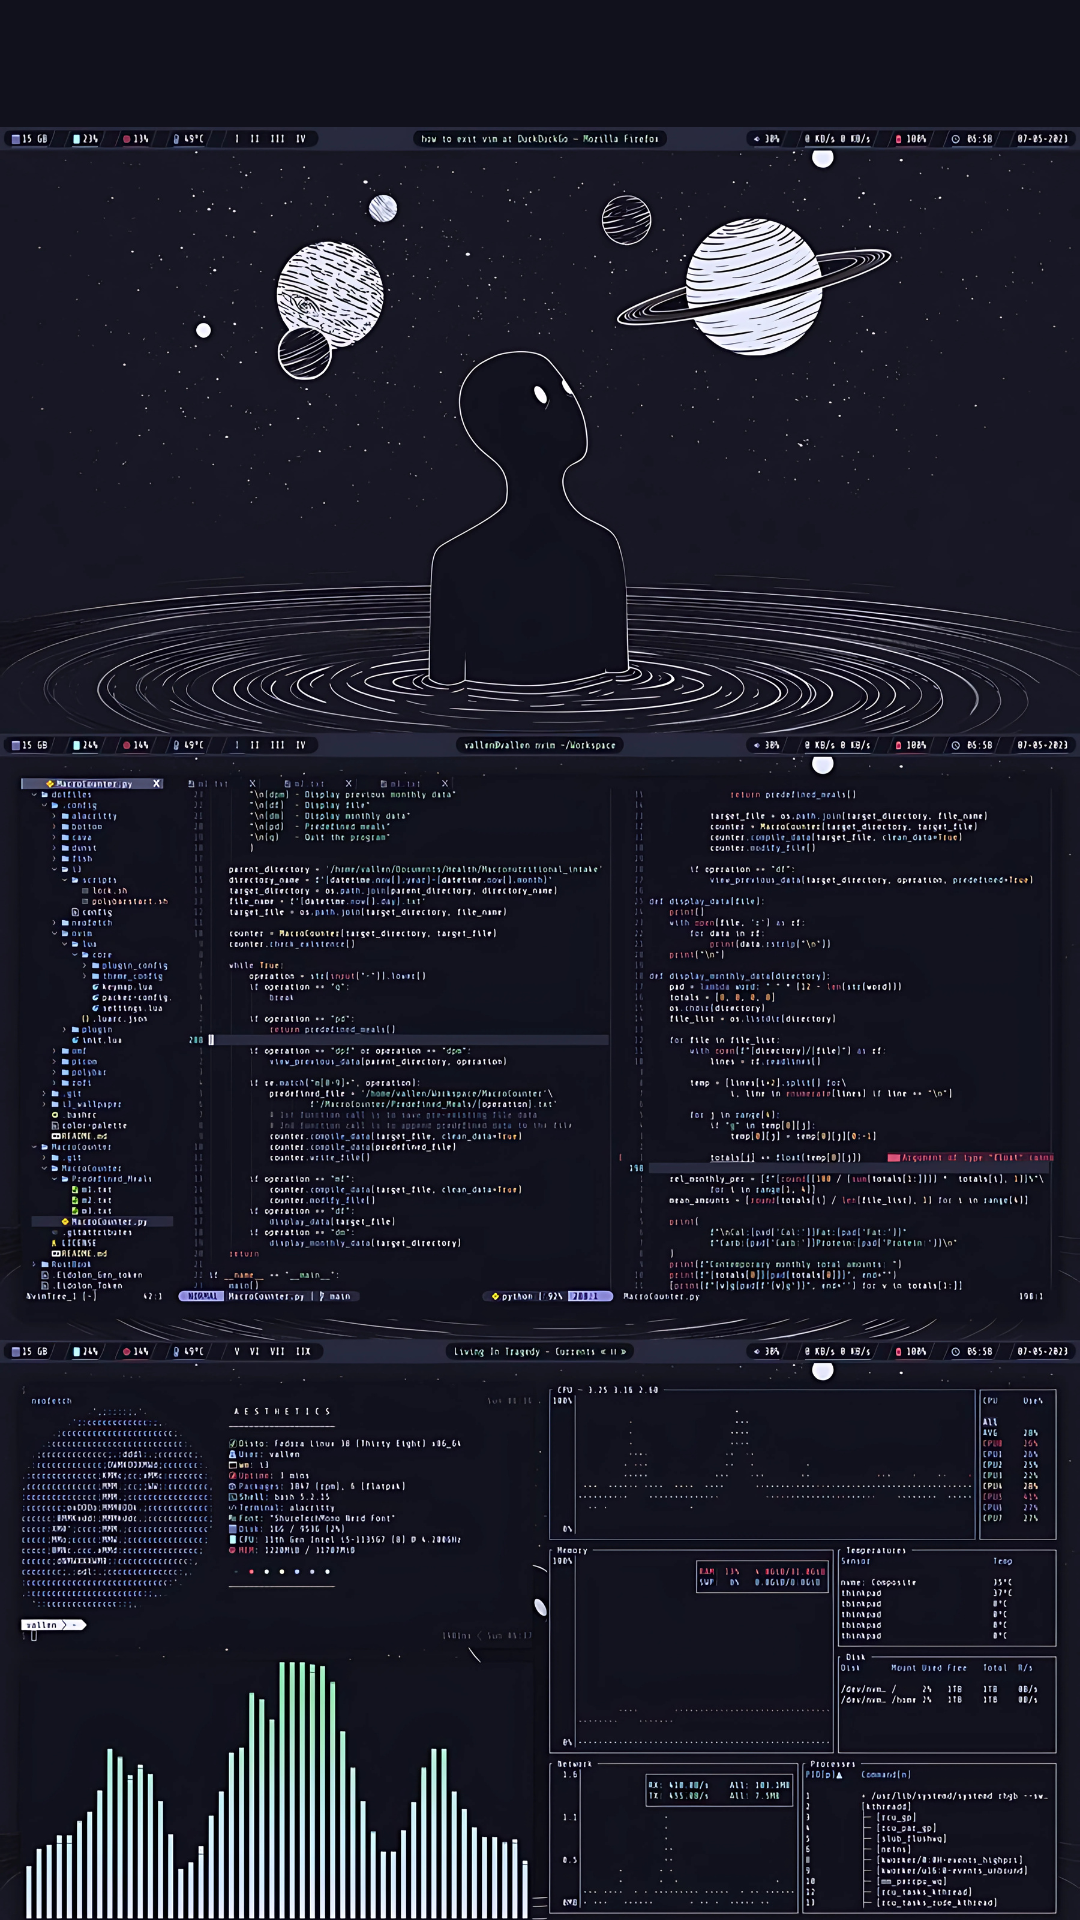 15 GB 23% 13% 49°C I II III IV how to exit vim at DuckDuckGo — Mozilla Firefox 30% 0 KB/s 0 KB/s 100% 05:58 07-05-2023
15 GB 24% 14% 49°C I II III IV vallen@vallen nvim ~/Workspace 30% 0 KB/s 0 KB/s 100% 05:58 07-05-2023
MacroCounter.py X m1.txt X m2.txt X m3.txt X
dotfiles
.config
alacritty
bottom
cava
dunst
fish
i3
scripts
lock.sh
polybarstart.sh
config
neofetch
nvim
lua
core
plugin_config
theme_config
keymap.lua
packer-config.
settings.lua
.luarc.json
plugin
init.lua
picom
polybar
rofi
.git
i3_wallpaper
.bashrc
color-palette
README.md
MacroCounter
.git
MacroCounter
Predefined_Meals
m1.txt
m2.txt
m3.txt
MacroCounter.py
.gitattributes
LICENSE
README.md
RustBook
.Eidolon_Gen_token
.Eidolon_Token
NvimTree_1 [-] 42:1
"\n[dpm] - Display previous monthly data"
"\n[df] - Display file"
"\n[dm] - Display monthly data"
"\n[pd] - Predefined meals"
"\n[q] - Quit the program"
)
parent_directory = '/home/vallen/Documents/Health/Macronutritional_intake'
directory_name = f'{datetime.now().year}-{datetime.now().month}'
target_directory = os.path.join(parent_directory, directory_name)
file_name = f'{datetime.now().day}.txt'
target_file = os.path.join(target_directory, file_name)
counter = MacroCounter(target_directory, target_file)
counter.check_existence()
while True:
operation = str(input("-")).lower()
if operation == "q":
break
if operation == "pd":
return predefined_meals()
208
if operation == "dpf" or operation == "dpm":
view_previous_data(parent_directory, operation)
if re.match("m[0-9]+", operation):
predefined_file = '/home/vallen/Workspace/MacroCounter'\
f'/MacroCounter/Predefined_Meals/{operation}.txt'
# 1st function call is to save pre-existing file data
# 2nd function call is to append predefined data to the file
counter.compile_data(target_file, clean_data=True)
counter.compile_data(predefined_file)
counter.write_file()
if operation == "mf":
counter.compile_data(target_file, clean_data=True)
counter.modify_file()
if operation == "df":
display_data(target_file)
if operation == "dm":
display_monthly_data(target_directory)
return
if __name__ == "__main__":
main()
NORMAL MacroCounter.py | main python | 92% 208:1
return predefined_meals()
target_file = os.path.join(target_directory, file_name)
counter = MacroCounter(target_directory, target_file)
counter.compile_data(target_file, clean_data=True)
counter.modify_file()
if operation == "df":
view_previous_data(target_directory, operation, predefined=True)
def display_data(file):
print()
with open(file, 'r') as rf:
for data in rf:
print(data.rstrip("\n"))
print("\n")
def display_monthly_data(directory):
pad = lambda word: " " * (12 - len(str(word)))
totals = [0, 0, 0, 0]
os.chdir(directory)
file_list = os.listdir(directory)
for file in file_list:
with open(f"{directory}/{file}") as rf:
lines = rf.readlines()
temp = [lines[i+2].split() for\
i, line in enumerate(lines) if line == "\n"]
for j in range(4):
if "g" in temp[0][j]:
temp[0][j] = temp[0][j][0:-1]
totals[j] += float(temp[0][j]) Argument of type "float"
198
rel_monthly_per = [f"{round((100 / (sum(totals[1:]))) * totals[i], 1)}%"\
for i in range(1, 4)]
mean_amounts = [round(totals[i] / len(file_list), 1) for i in range(4)]
print(
f"\nCal:{pad('Cal:')}Fat:{pad('Fat:')}"
f"Carb:{pad('Carb:')}Protein:{pad('Protein:')}\n"
)
print(f"Contemporary monthly total amounts: ")
print(f"{totals[0]}{pad(totals[0])}", end="")
[print(f"{v}g{pad(f'{v}g')}", end="") for v in totals[1:]]
MacroCounter.py 198:1
15 GB 24% 14% 49°C V VI VII IIX Living In Tragedy - Currents 30% 0 KB/s 0 KB/s 100% 05:58 07-05-2023
neofetch
AESTHETICS
Disto: Fedora Linux 38 (Thirty Eight) x86_64
User: vallen
wm: i3
Uptime: 3 mins
Packages: 1847 (rpm), 6 (flatpak)
Shell: bash 5.2.15
Terminal: alacritty
Font: "ShureTechMono Nerd Font"
Disk: 16G / 953G (2%)
CPU: 11th Gen Intel i5-1135G7 (8) @ 4.200GHz
MEM: 1220MiB / 31787MiB
vallen ~
CPU — 3.25 3.16 2.60
100%
0%
CPU Use%
All
AVG 28%
CPU0 26%
CPU1 26%
CPU2 25%
CPU3 22%
CPU4 28%
CPU5 41%
CPU6 27%
CPU7 27%
Memory
100%
RAM: 13%
SWP: 0% 0.0GiB/8.0GiB
0%
Temperatures
Sensor Temp
nvme: Composite 35°C
thinkpad 37°C
thinkpad 0°C
thinkpad 0°C
thinkpad 0°C
thinkpad 0°C
Disk
Disk Mount Used Free Total R/s
/dev/nvm… / 2% 1TB 1TB 0B/s
/dev/nvm… /home 2% 1TB 1TB 0B/s
Network
1.6
1.1
0.5
RX: 410.0B/s All: 103.1MB
TX: 435.0B/s All: 7.5MB
Processes
PID(p)▲ Command(n)
1 + /usr/lib/systemd/systemd rhgb --sw…
2 [kthreadd]
3 [rcu_gp]
4 [rcu_par_gp]
5 [slub_flushwq]
6 [netns]
8 [kworker/0:0H-events_highpri]
9 [kworker/u16:0-events_unbound]
10 [mm_percpu_wq]
12 [rcu_tasks_kthread]
13 [rcu_tasks_rude_kthread]